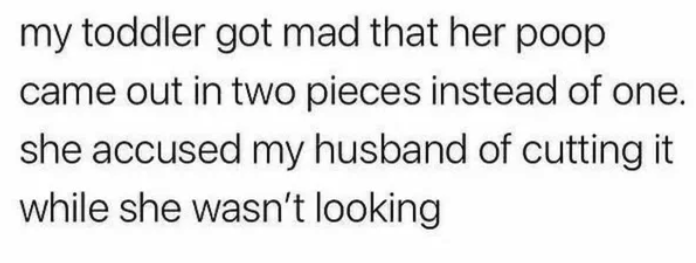 my toddler got mad that her poop
came out in two pieces instead of one.
she accused my husband of cutting it
while she wasn't looking